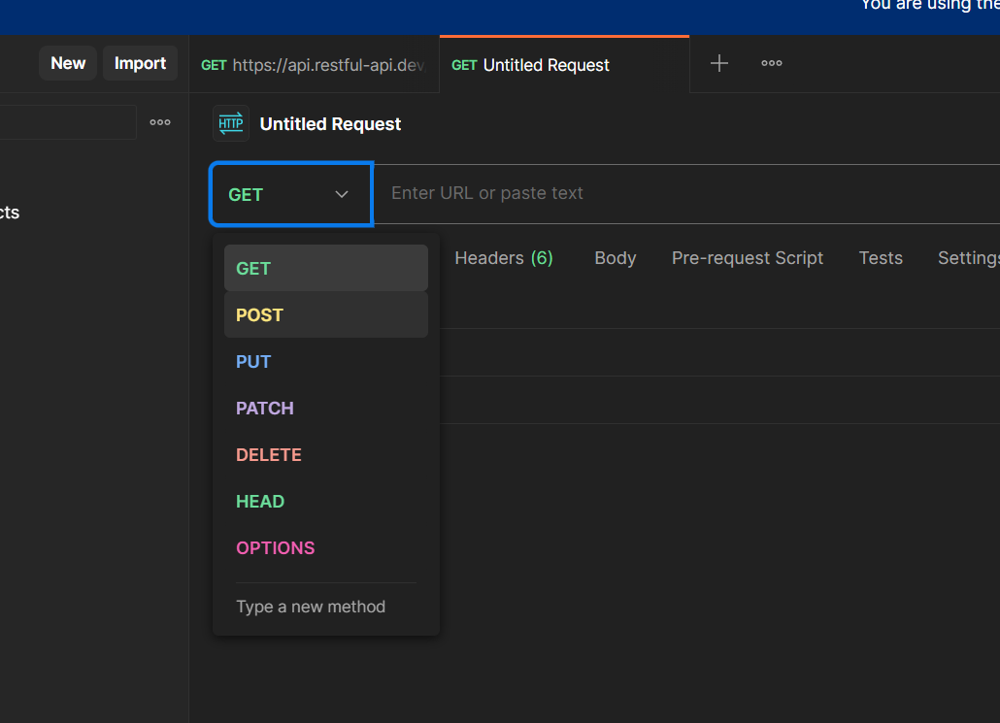 You are using the
New
Import
GET https://api.restful-api.dev
GET Untitled Request
HTTP
Untitled Request
cts
GET
Enter URL or paste text
Headers (6)
Body
Pre-request Script
Tests
Settings
GET
POST
PUT
PATCH
DELETE
HEAD
OPTIONS
Type a new method